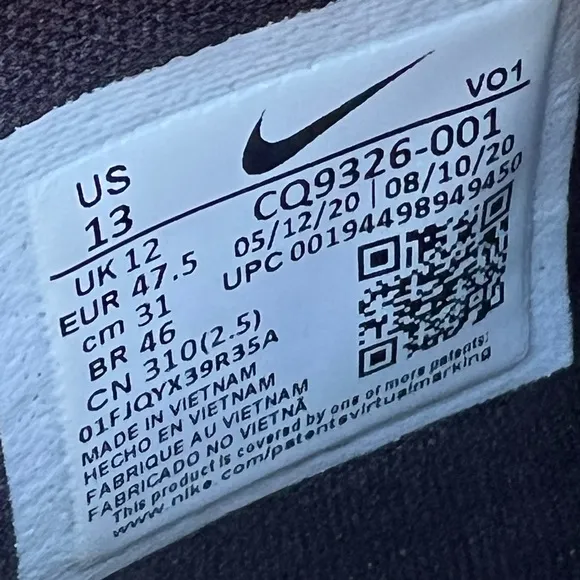 VO1
US
13
CQ9326-001
05/12/20 | 08/10/20
UPC 00194498949450
UK 12
EUR 47.5
cm 31
BR 46
CN 310(2.5)
01FJQYX39R35A
MADE IN VIETNAM
HECHO EN VIETNAM
FABRIQUE AU VIETNAM
FABRICADO NO VIETNÃ
This product is covered by one or more patents:
www.nike.com/patentsvirtualmarking